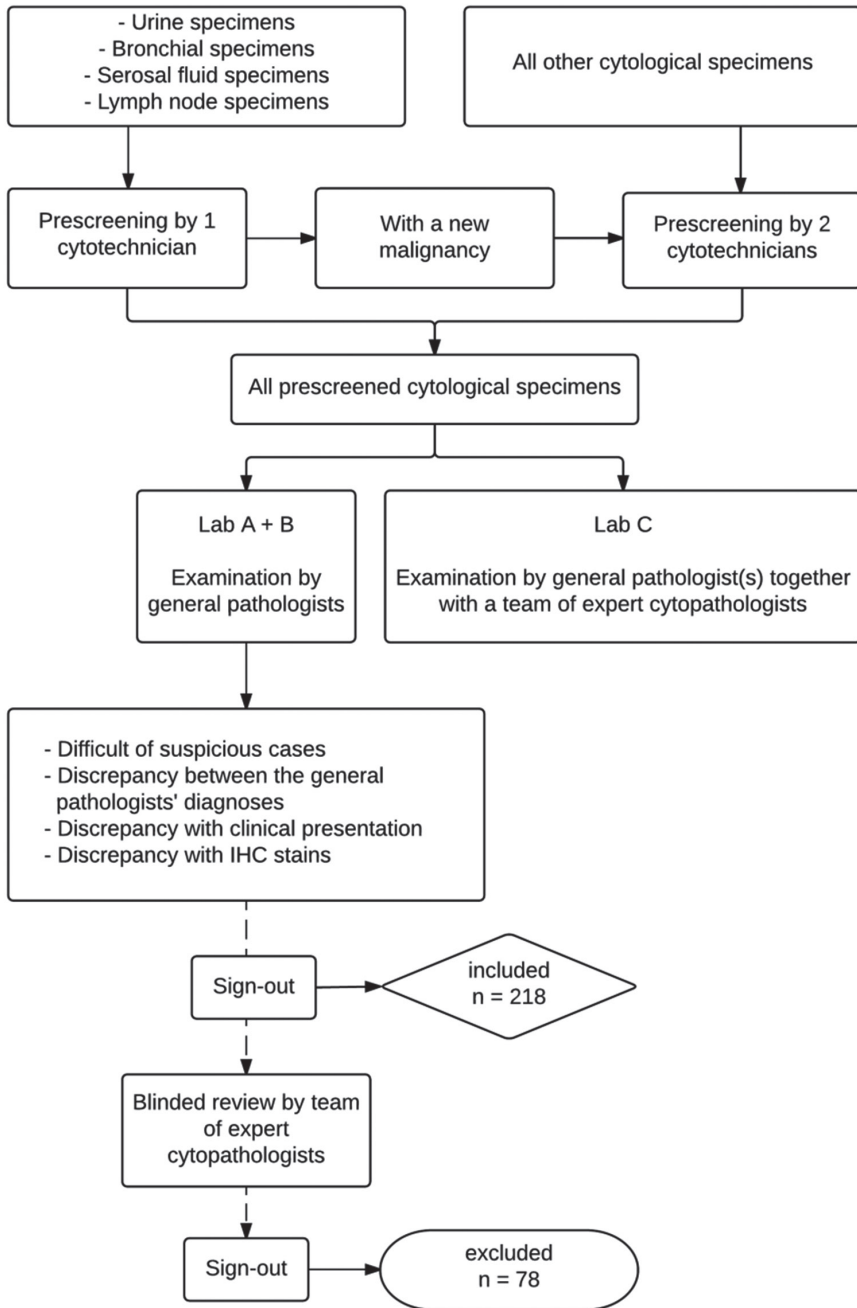 - Urine specimens
- Bronchial specimens
- Serosal fluid specimens
- Lymph node specimens
All other cytological specimens
Prescreening by 1
cytotechnician
With a new
malignancy
Prescreening by 2
cytotechnicians
All prescreened cytological specimens
Lab A + B
Examination by
general pathologists
Lab C
Examination by general pathologist(s) together
with a team of expert cytopathologists
- Difficult of suspicious cases
- Discrepancy between the general
pathologists' diagnoses
- Discrepancy with clinical presentation
- Discrepancy with IHC stains
Sign-out
included
n = 218
Blinded review by team
of expert
cytopathologists
Sign-out
excluded
n = 78